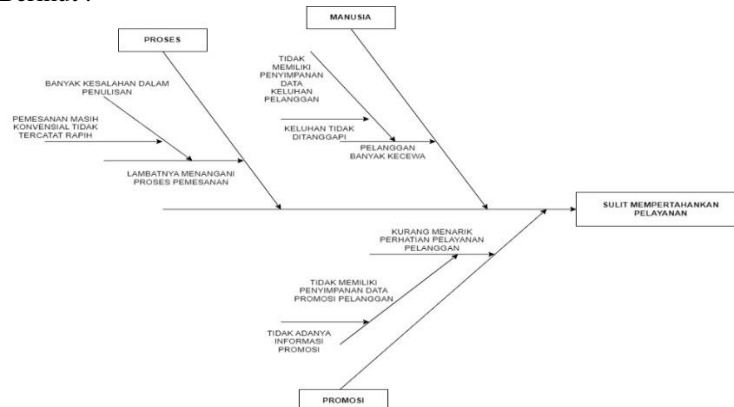 Berikut :
MANUSIA
PROSES
TIDAK
MEMILIKI
PENYIMPANAN
DATA
KELUHAN
PELANGGAN
BANYAK KESALAHAN DALAM
PENULISAN
PEMESANAN MASIH
KONVENSIAL TIDAK
TERCATAT RAPIH
KELUHAN TIDAK
DITANGGAPI
PELANGGAN
BANYAK KECEWA
LAMBATNYA MENANGANI
PROSES PEMESANAN
SULIT MEMPERTAHANKAN
PELAYANAN
KURANG MENARIK
PERHATIAN PELAYANAN
PELANGGAN
TIDAK MEMILIKI
PENYIMPANAN DATA
PROMOSI PELANGGAN
TIDAK ADANYA
INFORMASI
PROMOSI
PROMOSI